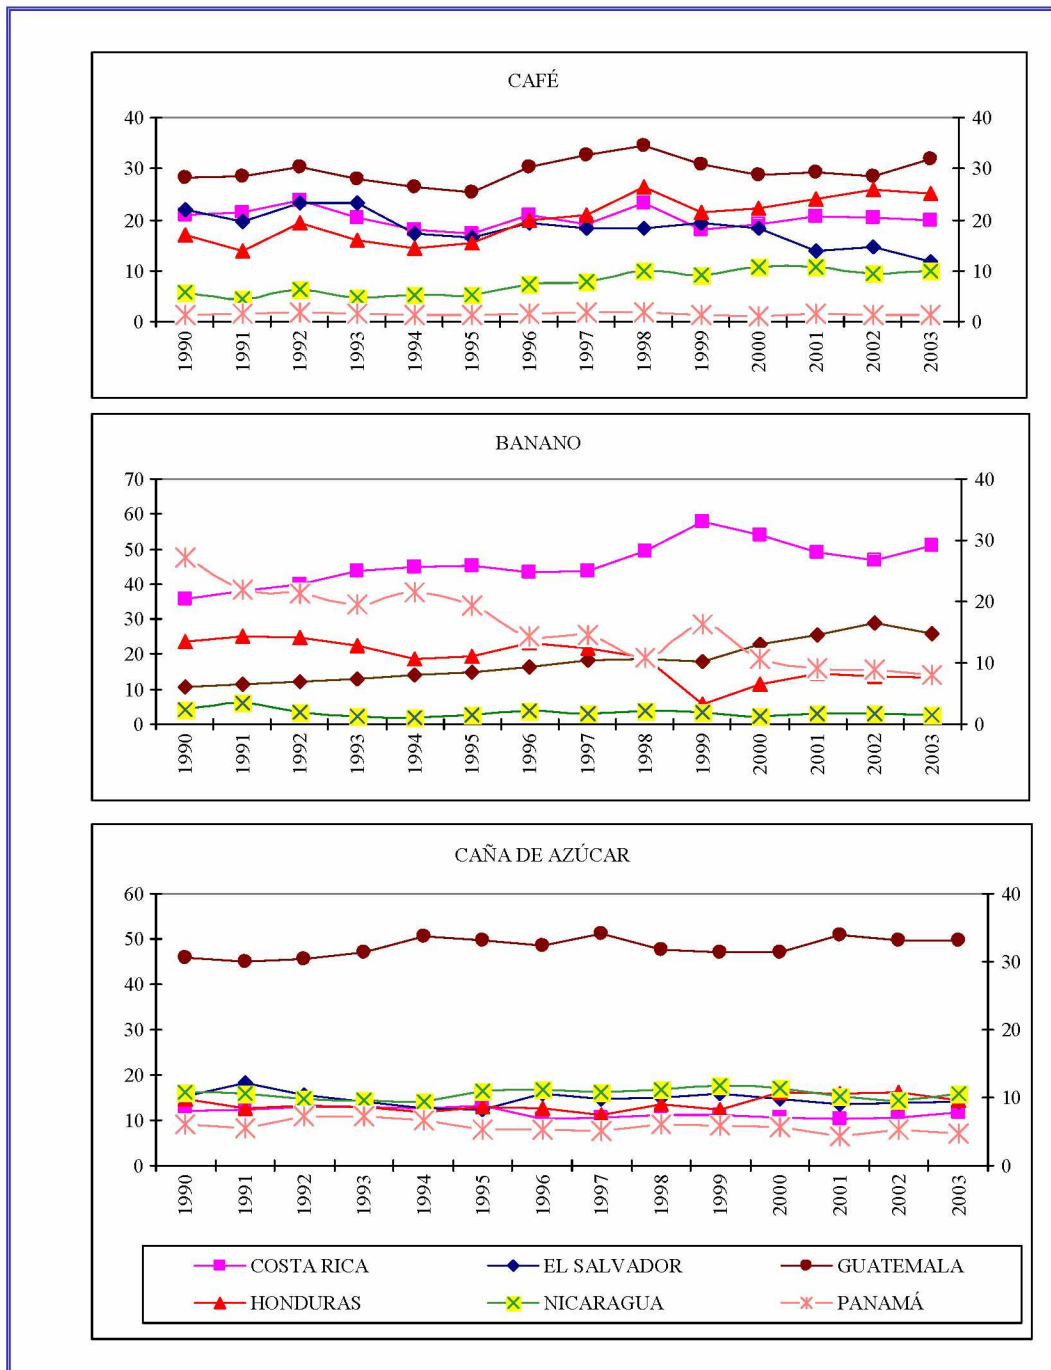 CAFÉ
40 40
30 30
20 20
10 10
0 0
1990 1991 1992 1993 1994 1995 1996 1997 1998 1999 2000 2001 2002 2003
BANANO
70 40
60
50 30
40
30 20
20 10
10
0 0
1990 1991 1992 1993 1994 1995 1996 1997 1998 1999 2000 2001 2002 2003
CAÑA DE AZÚCAR
60 40
50
40 30
30 20
20
10 10
0 0
1990 1991 1992 1993 1994 1995 1996 1997 1998 1999 2000 2001 2002 2003
COSTA RICA EL SALVADOR GUATEMALA
HONDURAS NICARAGUA PANAMÁ